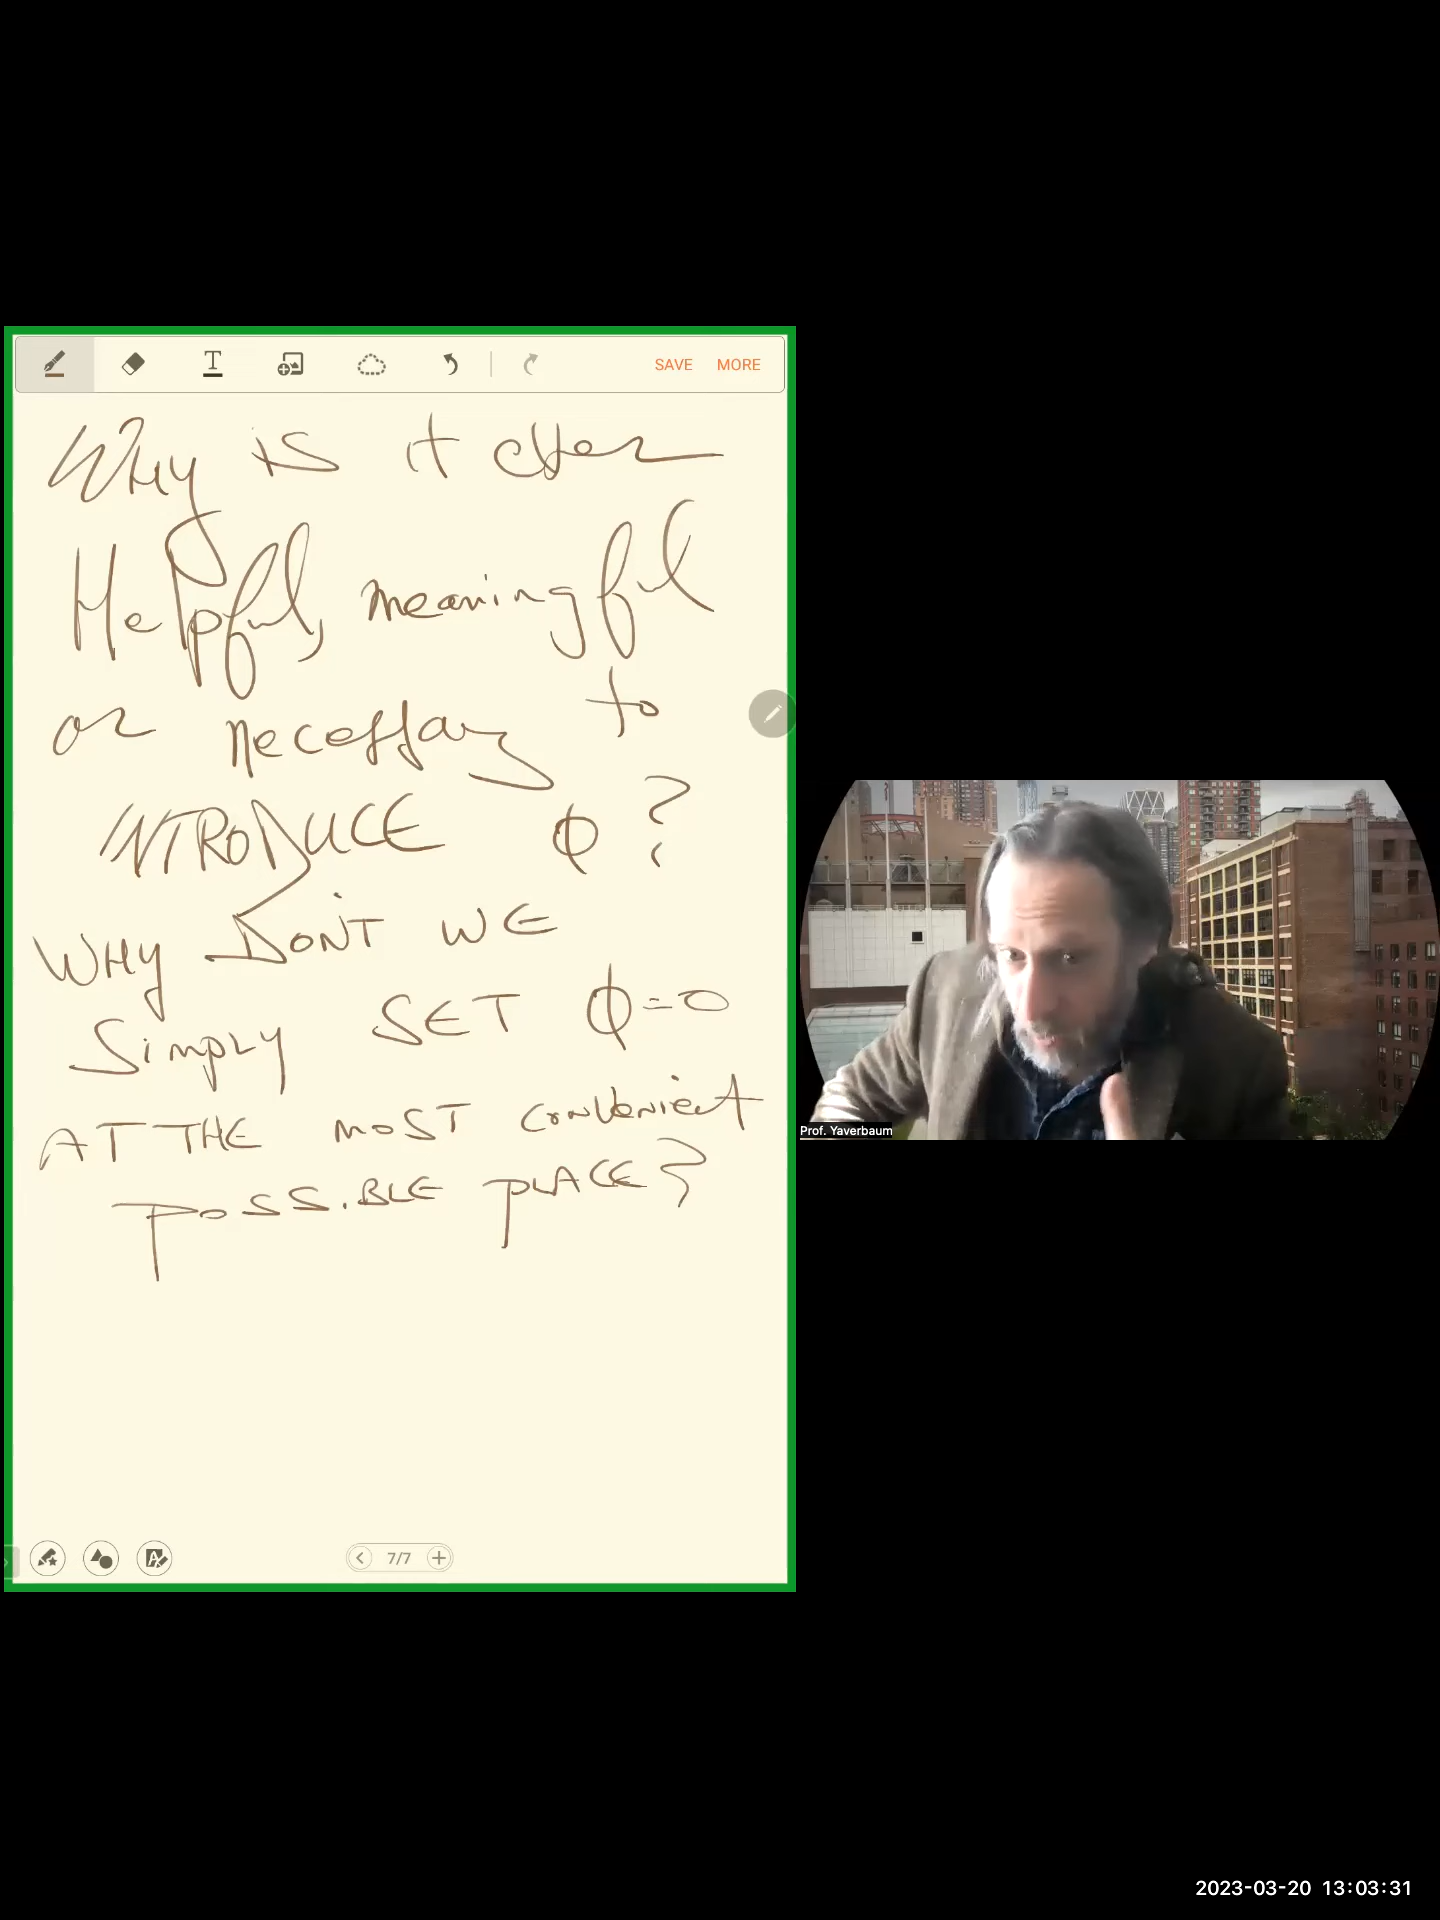 T
SAVE MORE
WHY is it ever
Helpful, meaningful
or necessary to
INTRODUCE Φ?
WHY DON'T WE
SIMPLY SET Φ=0
AT THE MOST convenient
POSSIBLE PLACE?
A
7/7
Prof. Yaverbaum
2023-03-20 13:03:31